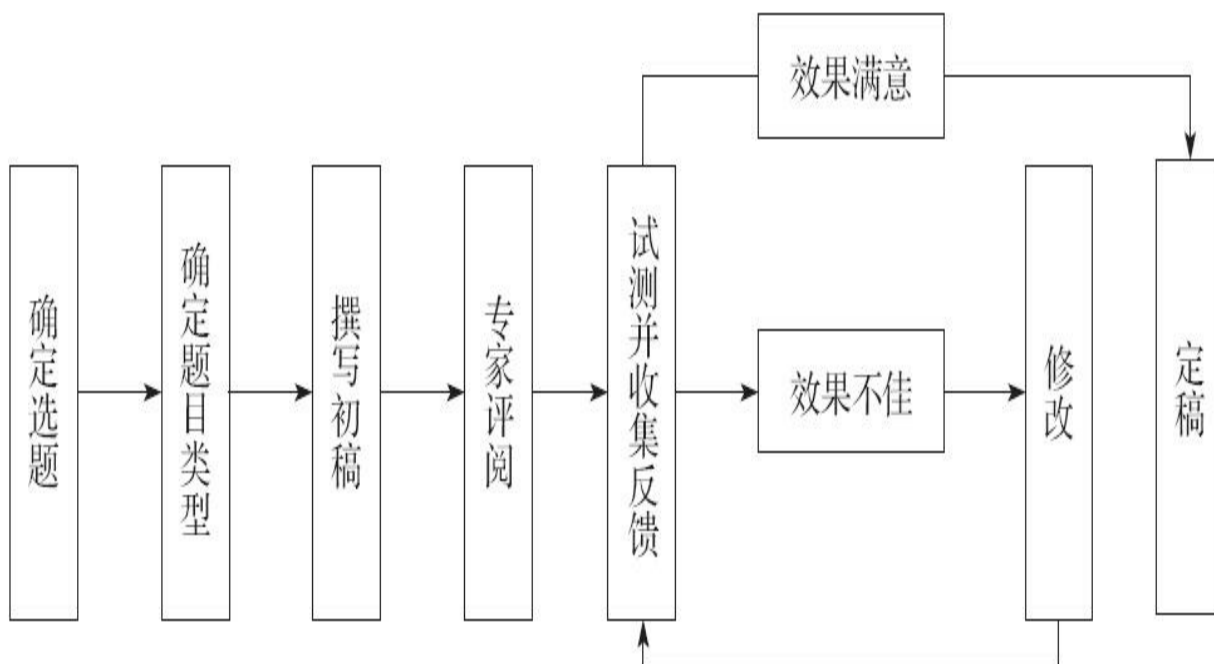 确定选题
确定题目类型
撰写初稿
专家评阅
试测并收集反馈
效果满意
效果不佳
修改
定稿